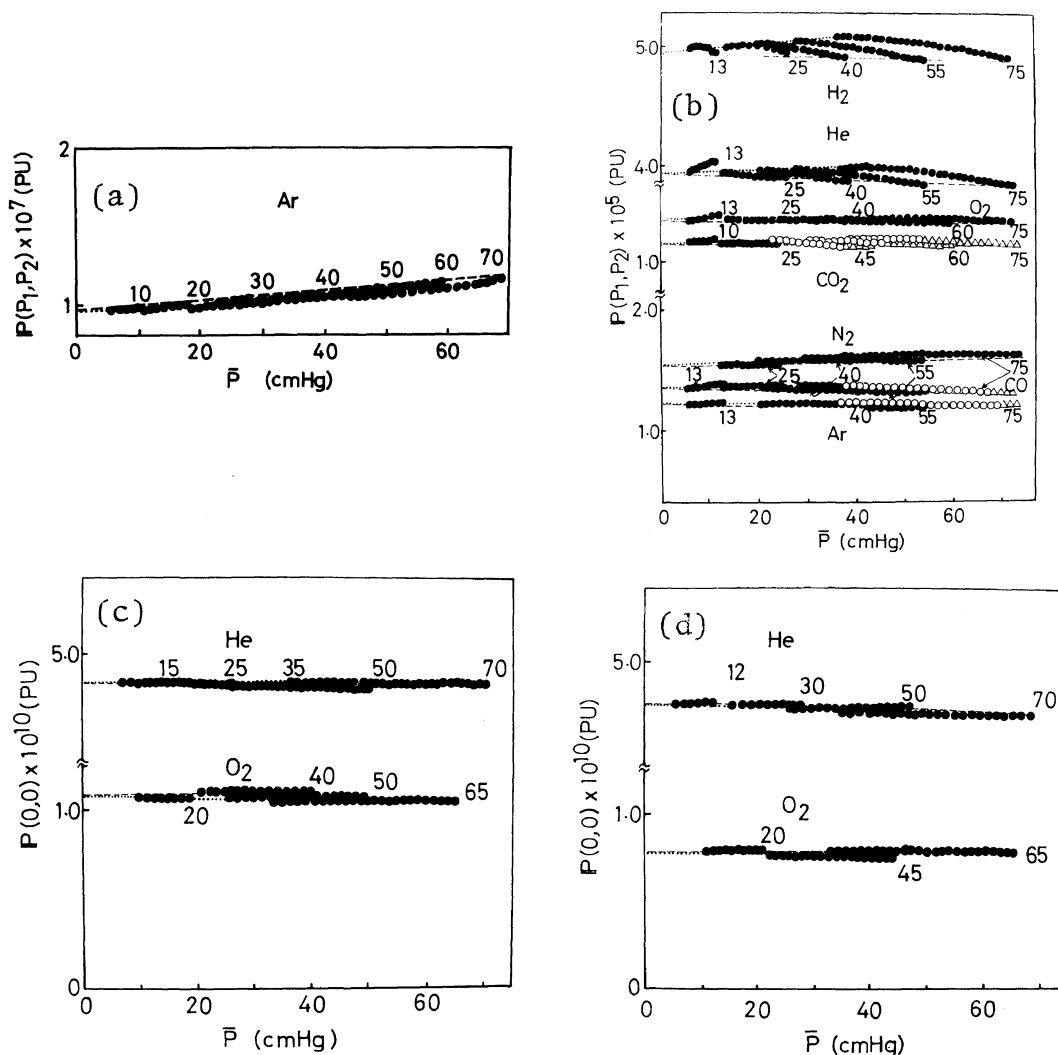 (a)
P(P1,P2) x 10^7 (PU)
2
1
Ar
10 20 30 40 50 60 70
0 20 40 60
P̄ (cmHg)
(b)
P(P1,P2) x 10^5 (PU)
5.0
13 25 40 55 75
H2
He
4.0
13
25 40 55 75
13 25 40 O2 75
10 60
25 45 60 75
1.0
CO2
2.0
N2
13 25 40 55 75
CO
13 40 55 75
1.0
Ar
0 20 40 60
P̄ (cmHg)
(c)
P(0,0) x 10^10 (PU)
He
5.0
15 25 35 50 70
O2 40 50 65
1.0
20
0
0 20 40 60
P̄ (cmHg)
(d)
P(0,0) x 10^10 (PU)
He
5.0
12 30 50 70
1.0
O2
20 65
45
0
0 20 40 60
P̄ (cmHg)